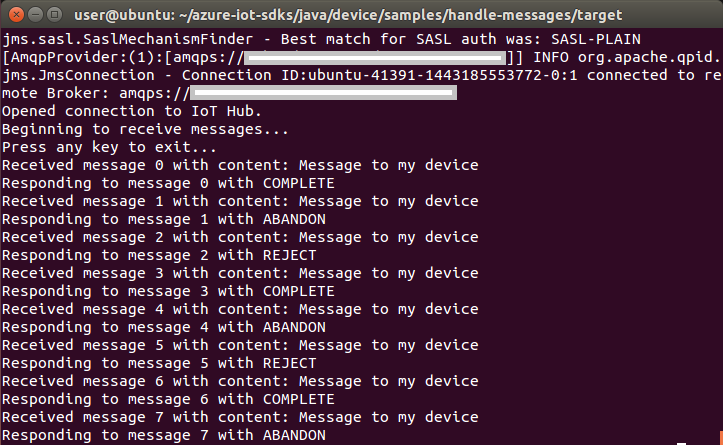 user@ubuntu: ~/azure-iot-sdks/java/device/samples/handle-messages/target
jms.sasl.SaslMechanismFinder - Best match for SASL auth was: SASL-PLAIN
[AmqpProvider:(1):[amqps://]] INFO org.apache.qpid.
jms.JmsConnection - Connection ID:ubuntu-41391-1443185553772-0:1 connected to re
mote Broker: amqps://
Opened connection to IoT Hub.
Beginning to receive messages...
Press any key to exit...
Received message 0 with content: Message to my device
Responding to message 0 with COMPLETE
Received message 1 with content: Message to my device
Responding to message 1 with ABANDON
Received message 2 with content: Message to my device
Responding to message 2 with REJECT
Received message 3 with content: Message to my device
Responding to message 3 with COMPLETE
Received message 4 with content: Message to my device
Responding to message 4 with ABANDON
Received message 5 with content: Message to my device
Responding to message 5 with REJECT
Received message 6 with content: Message to my device
Responding to message 6 with COMPLETE
Received message 7 with content: Message to my device
Responding to message 7 with ABANDON